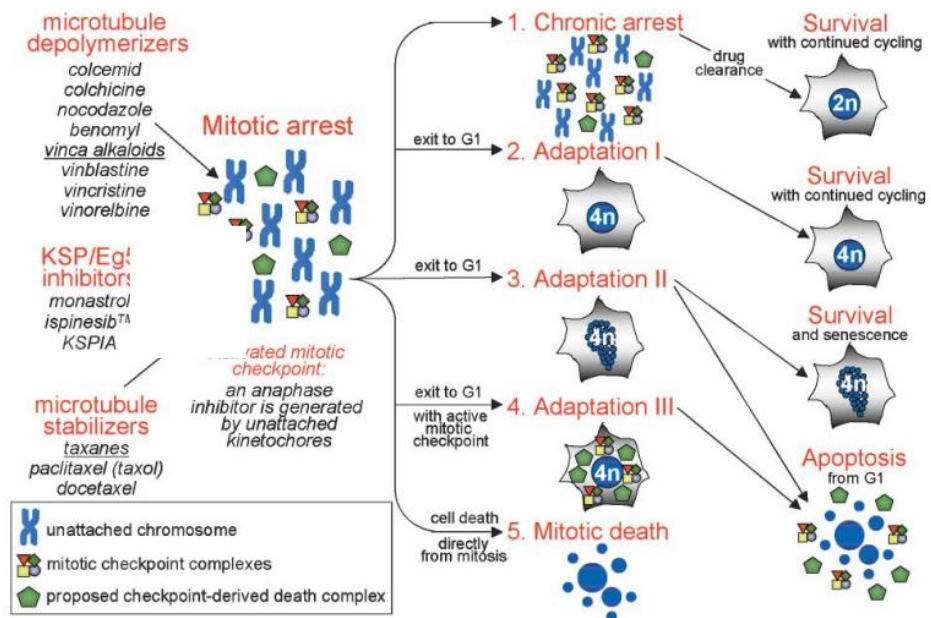 microtubule
depolymerizers
colcemid
colchicine
nocodazole
benomyl
vinca alkaloids
vinblastine
vincristine
vinorelbine
KSP/Eg5
inhibitors
monastrol
ispinesib™
KSPIA
microtubule
stabilizers
taxanes
paclitaxel (taxol)
docetaxel
Mitotic arrest
Activated mitotic
checkpoint:
an anaphase
inhibitor is generated
by unattached
kinetochores
exit to G1
exit to G1
exit to G1
with active
mitotic
checkpoint
cell death
directly
from mitosis
1. Chronic arrest
drug
clearance
2. Adaptation I
4n
3. Adaptation II
4n
4. Adaptation III
4n
5. Mitotic death
Survival
with continued cycling
2n
Survival
with continued cycling
4n
Survival
and senescence
4n
Apoptosis
from G1
unattached chromosome
mitotic checkpoint complexes
proposed checkpoint-derived death complex